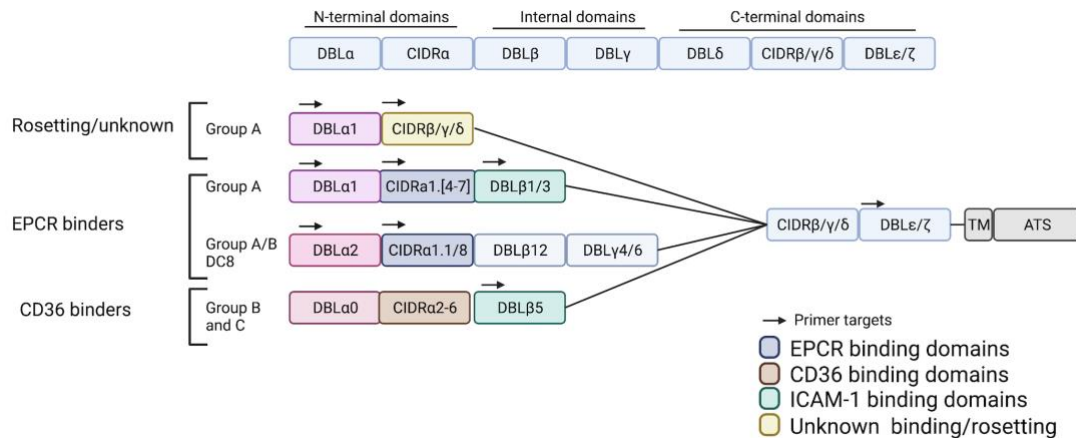 N-terminal domains Internal domains C-terminal domains
DBLα CIDRα DBLβ DBLγ DBLδ CIDRβ/γ/δ DBLε/ζ
Rosetting/unknown Group A DBLα1 CIDRβ/γ/δ
Group A DBLα1 CIDRa1.[4-7] DBLβ1/3
EPCR binders
CIDRβ/γ/δ DBLε/ζ TM ATS
Group A/B
DC8
DBLα2 CIDRα1.1/8 DBLβ12 DBLγ4/6
CD36 binders
Group B
and C
DBLα0 CIDRα2-6 DBLβ5
Primer targets
EPCR binding domains
CD36 binding domains
ICAM-1 binding domains
Unknown binding/rosetting